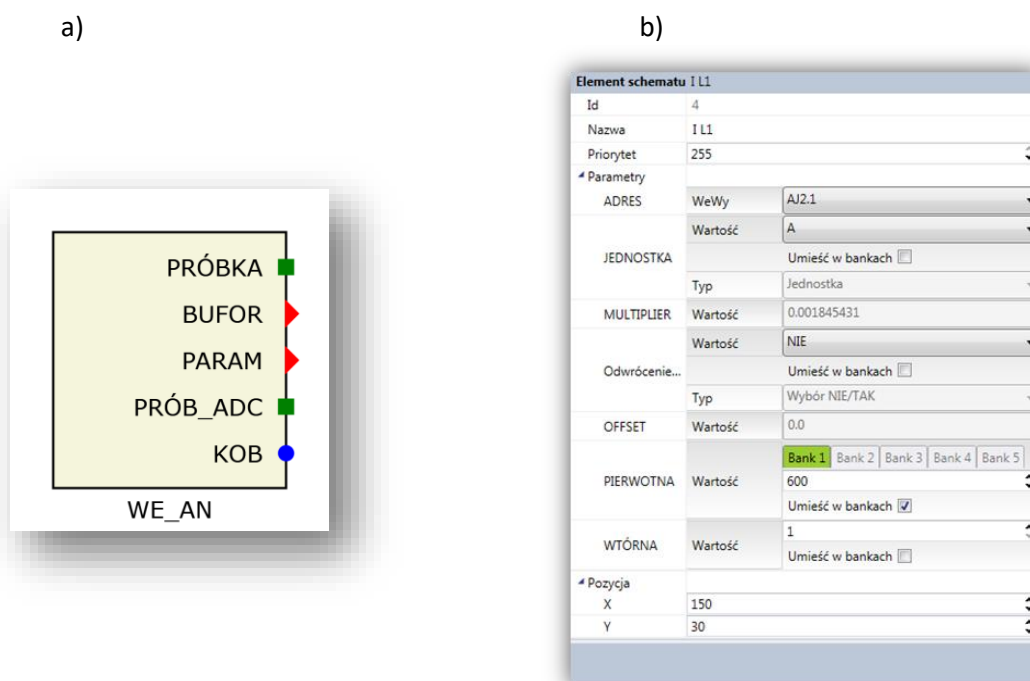 a)
b)
PRÓBKA
BUFOR
PARAM
PRÓB_ADC
KOB
WE_AN
Element schematu I L1
Id 4
Nazwa I L1
Priorytet 255
Parametry
ADRES WeWy AJ2.1
JEDNOSTKA Wartość A
Umieść w bankach
Typ Jednostka
MULTIPLIER Wartość 0.001845431
Odwrócenie... Wartość NIE
Umieść w bankach
Typ Wybór NIE/TAK
OFFSET Wartość 0.0
PIERWOTNA Wartość Bank 1 Bank 2 Bank 3 Bank 4 Bank 5
600
Umieść w bankach
WTÓRNA Wartość 1
Umieść w bankach
Pozycja
X 150
Y 30